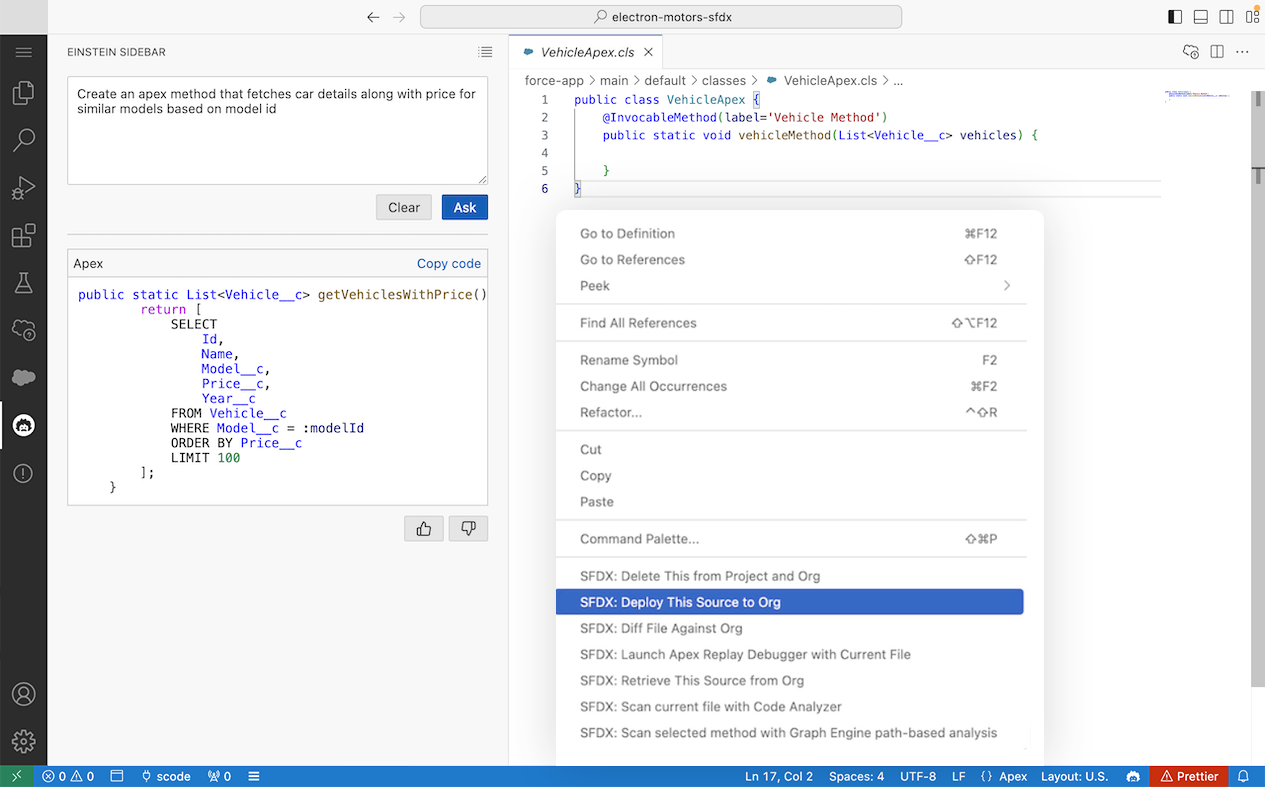 electron-motors-sfdx
EINSTEIN SIDEBAR
Create an apex method that fetches car details along with price for
similar models based on model id
Clear
Ask
Apex
Copy code
public static List<Vehicle__c> getVehiclesWithPrice()
return [
SELECT
Id,
Name,
Model__c,
Price__c,
Year__c
FROM Vehicle__c
WHERE Model__c = :modelId
ORDER BY Price__c
LIMIT 100
];
}
VehicleApex.cls
force-app > main > default > classes > VehicleApex.cls > ...
1 public class VehicleApex {
2 @InvocableMethod(label='Vehicle Method')
3 public static void vehicleMethod(List<Vehicle__c> vehicles) {
4
5 }
6 }
Go to Definition ⌘F12
Go to References ⇧F12
Peek
Find All References ⇧⌥F12
Rename Symbol F2
Change All Occurrences ⌘F2
Refactor... ^⇧R
Cut
Copy
Paste
Command Palette... ⇧⌘P
SFDX: Delete This from Project and Org
SFDX: Deploy This Source to Org
SFDX: Diff File Against Org
SFDX: Launch Apex Replay Debugger with Current File
SFDX: Retrieve This Source from Org
SFDX: Scan current file with Code Analyzer
SFDX: Scan selected method with Graph Engine path-based analysis
0 0 scode 0 Ln 17, Col 2 Spaces: 4 UTF-8 LF {} Apex Layout: U.S. Prettier